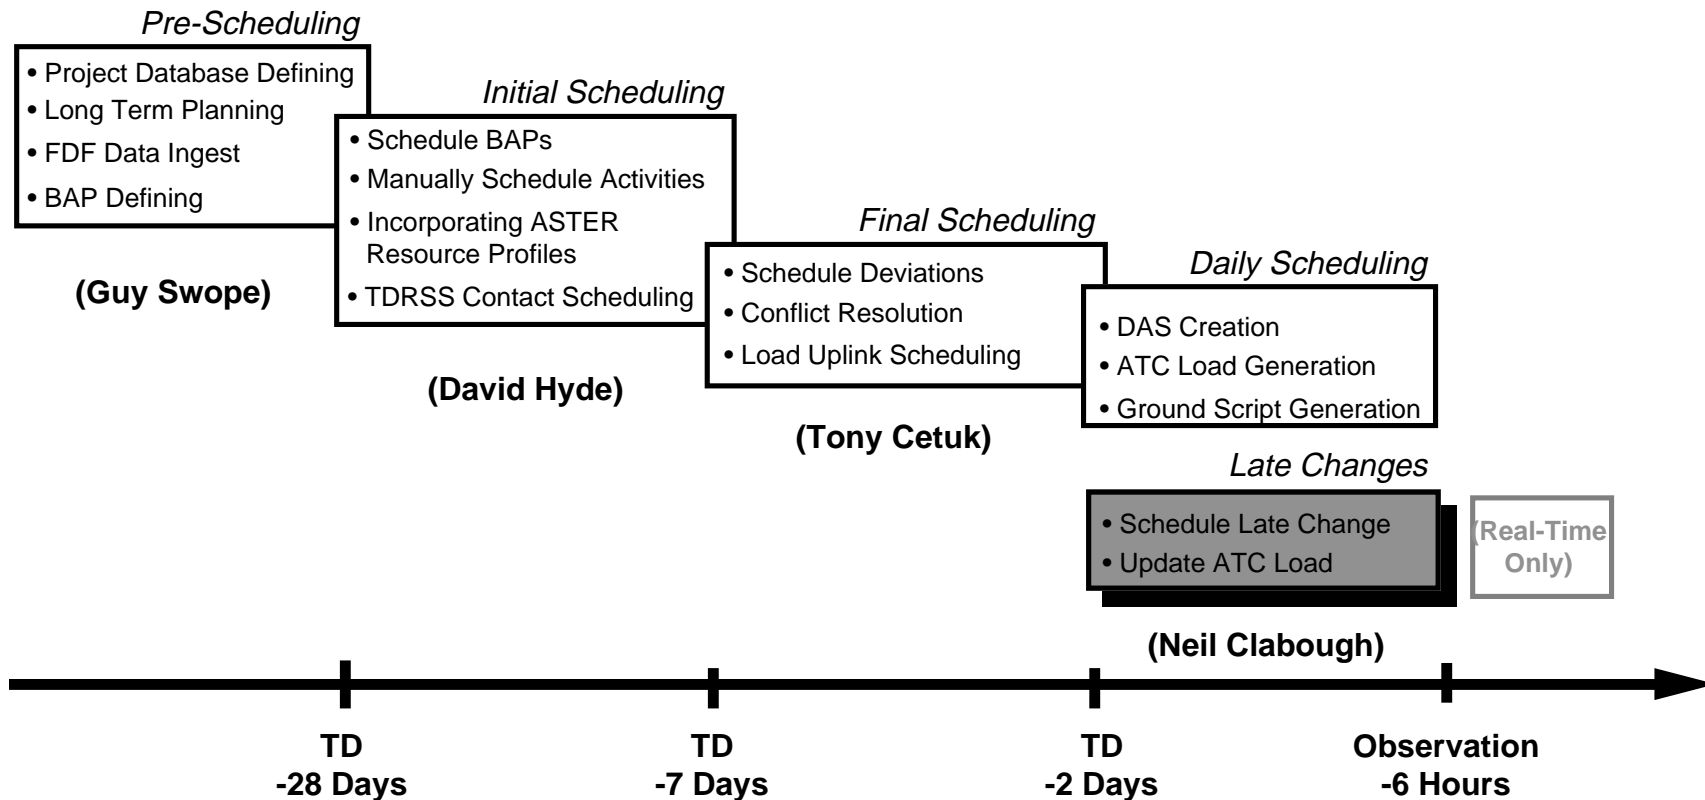 Pre-Scheduling
• Project Database Defining
• Long Term Planning
• FDF Data Ingest
• BAP Defining
(Guy Swope)
Initial Scheduling
• Schedule BAPs
• Manually Schedule Activities
• Incorporating ASTER
Resource Profiles
• TDRSS Contact Scheduling
(David Hyde)
Final Scheduling
• Schedule Deviations
• Conflict Resolution
• Load Uplink Scheduling
(Tony Cetuk)
Daily Scheduling
• DAS Creation
• ATC Load Generation
• Ground Script Generation
Late Changes
• Schedule Late Change
• Update ATC Load
(Real-Time
Only)
(Neil Clabough)
TD
-28 Days
TD
-7 Days
TD
-2 Days
Observation
-6 Hours